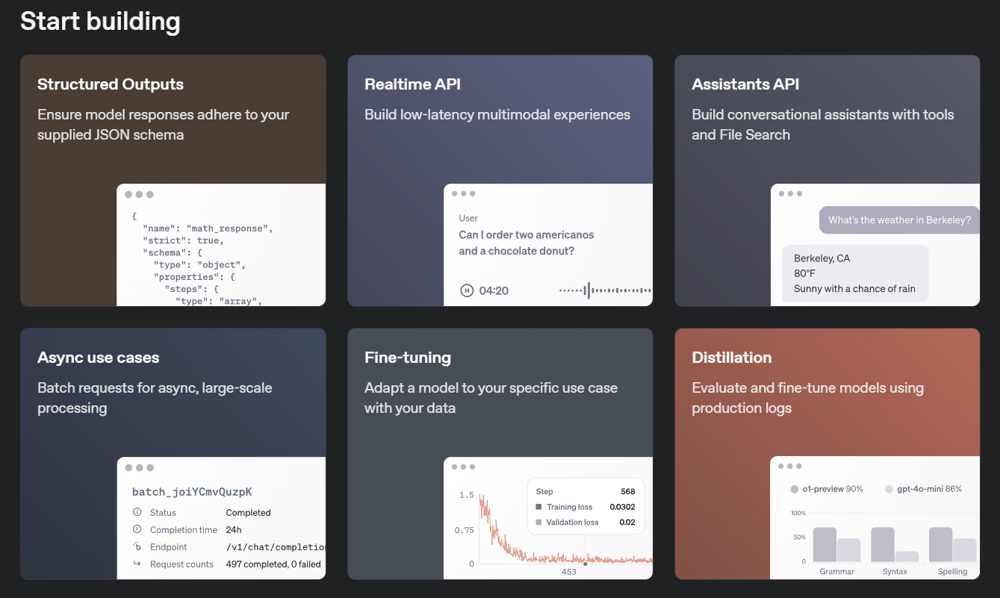 Start building
Structured Outputs
Ensure model responses adhere to your
supplied JSON schema
{
"name": "math_response",
"strict": true,
"schema": {
"type": "object",
"properties": {
"steps": {
"type": "array",
Realtime API
Build low-latency multimodal experiences
User
Can I order two americanos
and a chocolate donut?
04:20
Assistants API
Build conversational assistants with tools
and File Search
What's the weather in Berkeley?
Berkeley, CA
80°F
Sunny with a chance of rain
Async use cases
Batch requests for async, large-scale
processing
batch_joiYCmvQuzpK
Status Completed
Completion time 24h
Endpoint /v1/chat/completion
Request counts 497 completed, 0 failed
Fine-tuning
Adapt a model to your specific use case
with your data
Step 568
Training loss 0.0302
Validation loss 0.02
1.5
0.75
0
453
Distillation
Evaluate and fine-tune models using
production logs
o1-preview 90% gpt-4o-mini 86%
100%
50%
0
Grammar Syntax Spelling